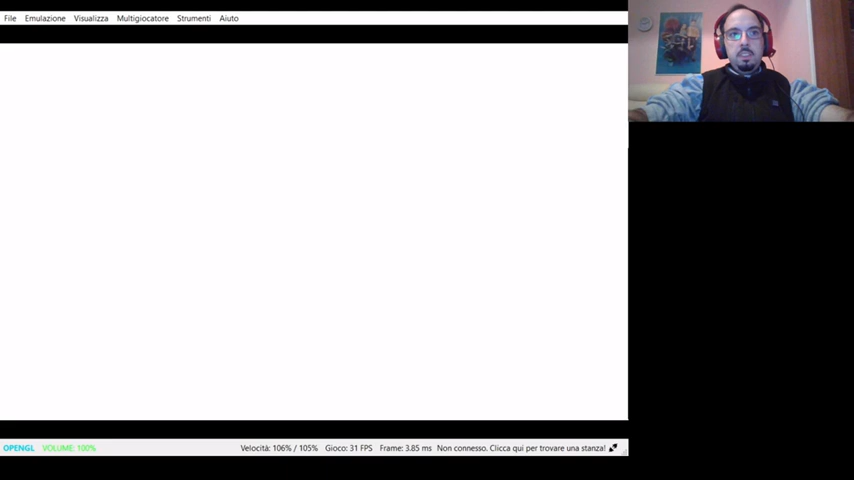 File Emulazione Visualizza Multigiocatore Strumenti Aiuto
OPENGL VOLUME: 100% Velocità: 106% / 105% Gioco: 31 FPS Frame: 3.85 ms Non connesso. Clicca qui per trovare una stanza!